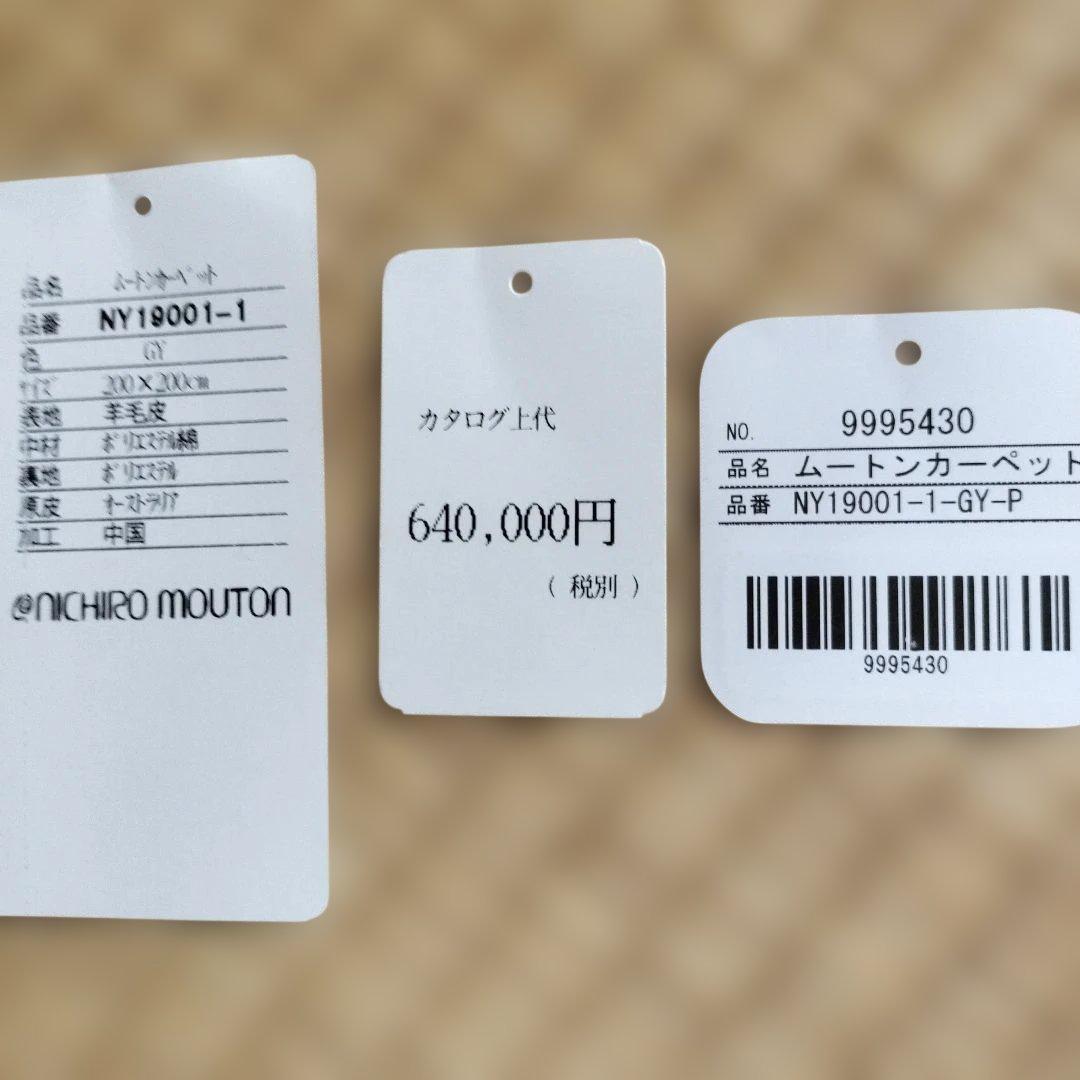 品名 ムートンカーペット
品番 NY19001-1
色 GY
サイズ 200×200cm
表地 羊毛皮
中材 ポリエステル綿
裏地 ポリエステル
原皮 オーストラリア
加工 中国
NICHIRO MOUTON
カタログ上代
640,000円
(税別)
NO. 9995430
品名 ムートンカーペット
品番 NY19001-1-GY-P
9995430